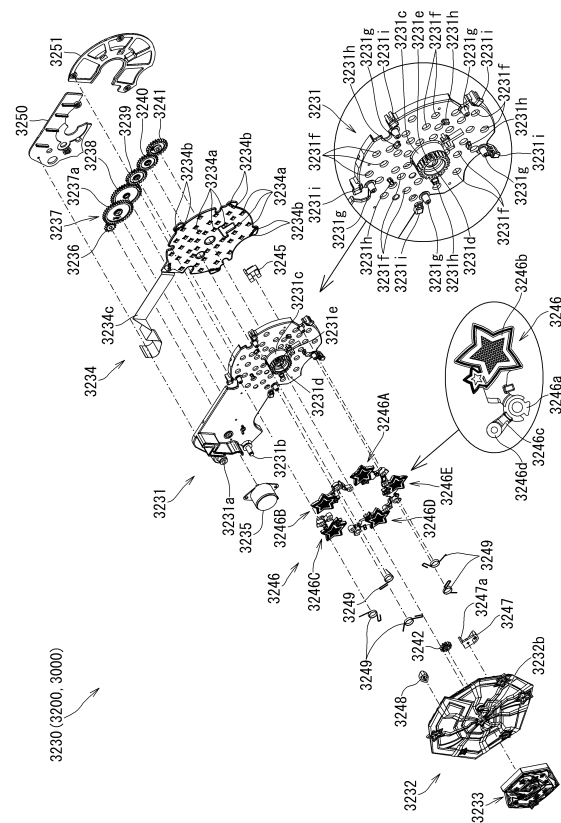 3230 (3200, 3000)
3251
3250
3241
3240
3239
3238
3237a
3237
3236
3234b
3234a
3234b
3234a
3234b
3234c
3234
3245
3231c
3231e
3231d
3231
3231a
3231b
3235
3246A
3246B
3246E
3246D
3246
3246C
3249
3249
3249
3247a
3247
3242
3248
3232b
3232
3233
3231
3231h
3231g
3231i
3231c
3231e
3231f
3231h
3231g
3231i
3231f
3231h
3231i
3231g
3231f
3231f
3231i
3231g
3231h
3231f
3231i
3231g
3231h
3231d
3246b
3246
3246a
3246c
3246d